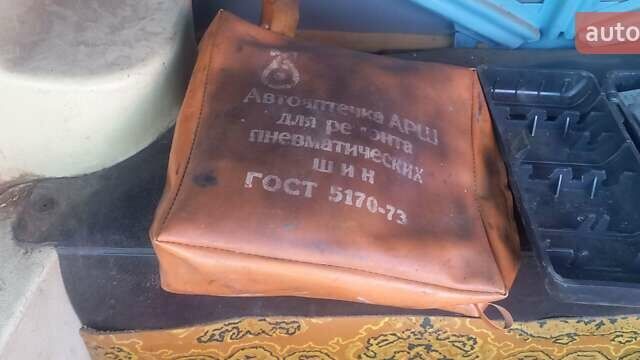 auto
Автоаптечка АРШ
для ремонта
пневматических
шин
ГОСТ 5170-73